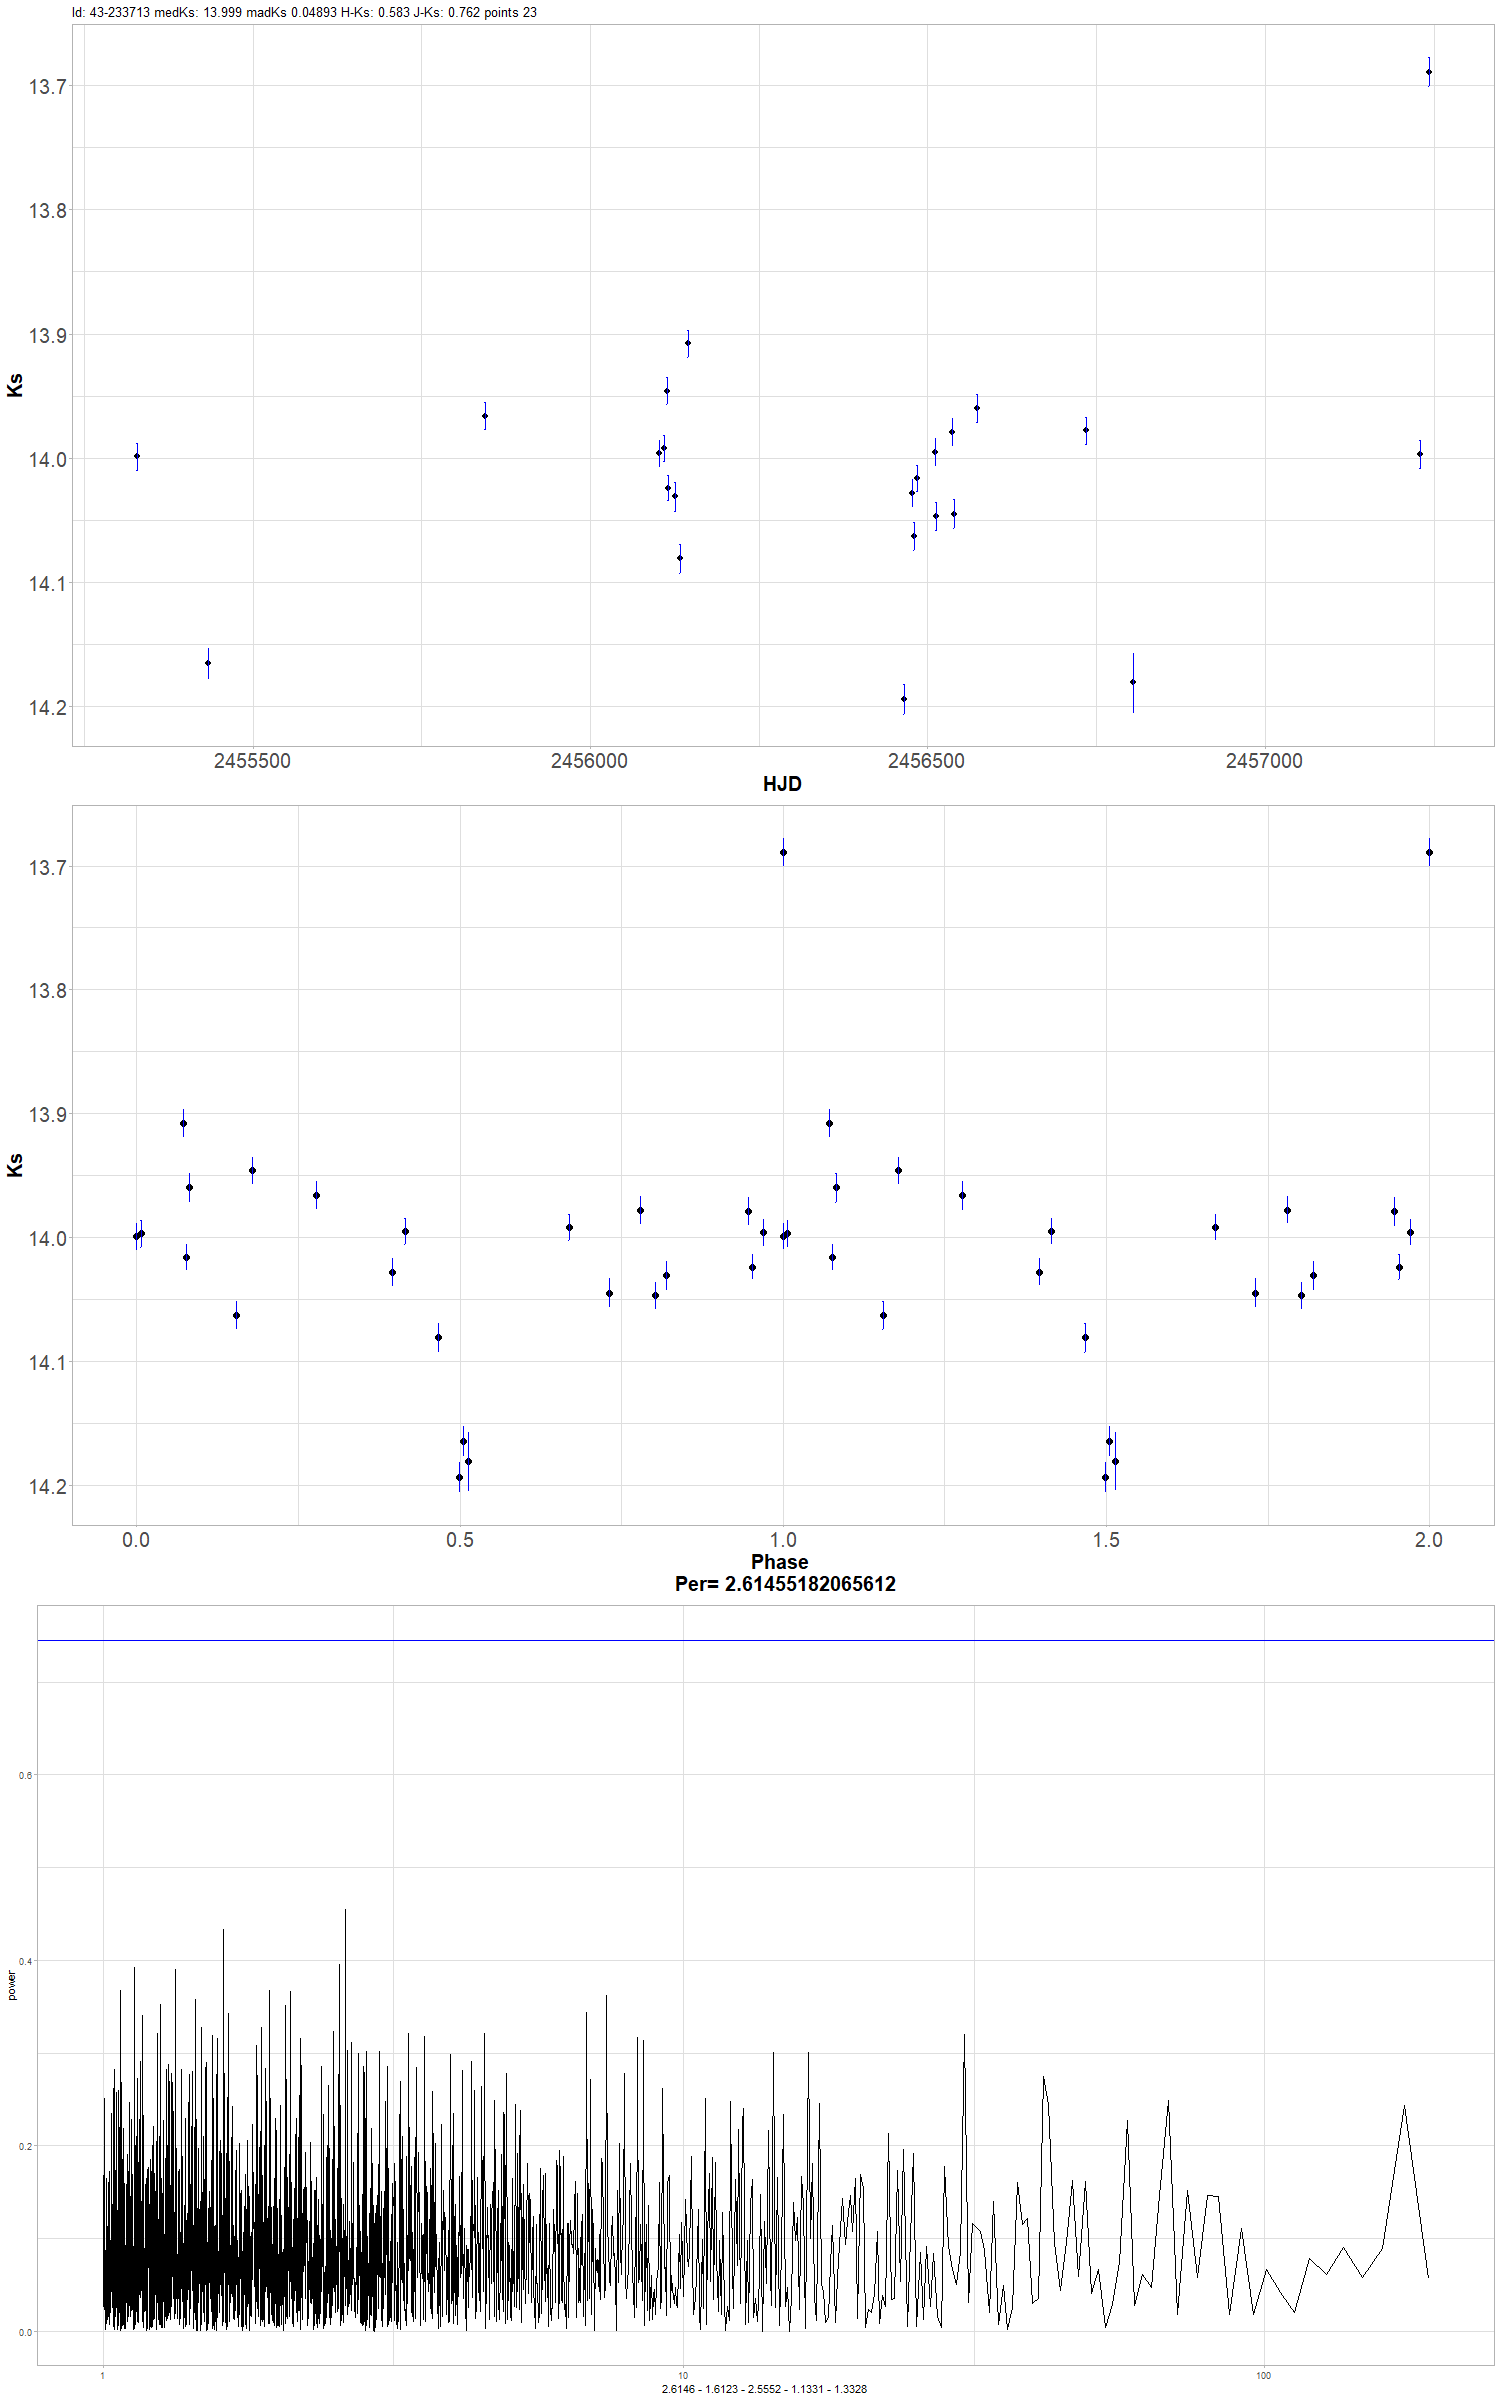 Id: 43-233713 medKs: 13.999 madKs 0.04893 H-Ks: 0.583 J-Ks: 0.762 points 23
13.7
13.8
13.9
14.0
14.1
14.2
Ks
2455500 2456000 2456500 2457000
HJD
13.7
13.8
13.9
14.0
14.1
14.2
Ks
0.0 0.5 1.0 1.5 2.0
Phase
Per= 2.61455182065612
0.6
0.4
0.2
0.0
power
1 10 100
2.6146 - 1.6123 - 2.5552 - 1.1331 - 1.3328